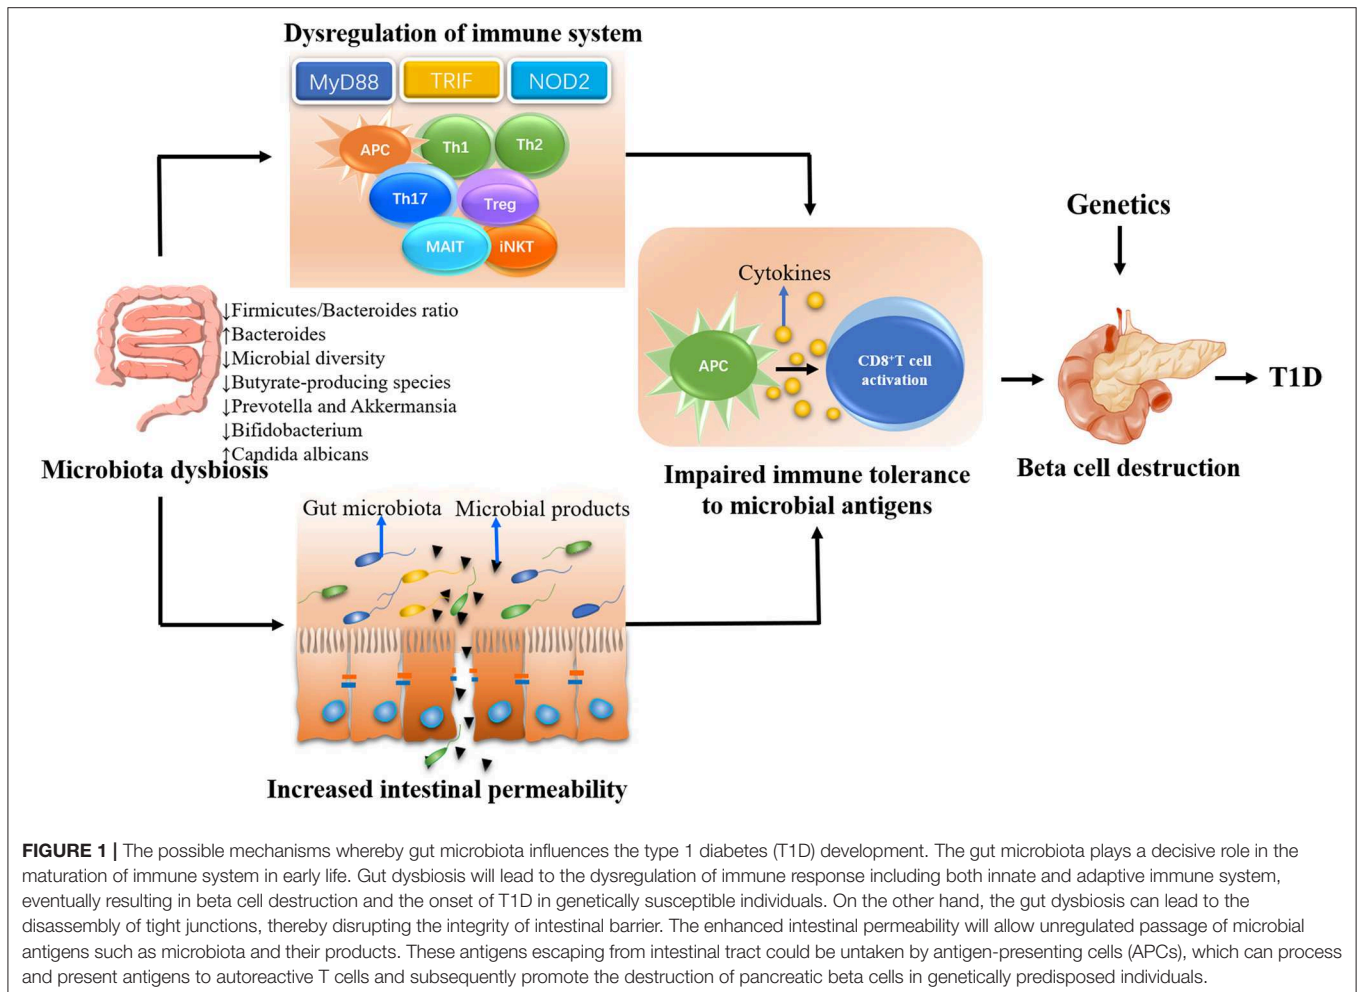 Dysregulation of immune system
MyD88
TRIF
NOD2
APC
Th1
Th2
Th17
Treg
MAIT
iNKT
↓Firmicutes/Bacteroides ratio
↑Bacteroides
↓Microbial diversity
↓Butyrate-producing species
↓Prevotella and Akkermansia
↓Bifidobacterium
↑Candida albicans
Microbiota dysbiosis
Gut microbiota
Microbial products
Increased intestinal permeability
Cytokines
APC
CD8⁺T cell
activation
Impaired immune tolerance
to microbial antigens
Genetics
Beta cell destruction
T1D
FIGURE 1 | The possible mechanisms whereby gut microbiota influences the type 1 diabetes (T1D) development. The gut microbiota plays a decisive role in the
maturation of immune system in early life. Gut dysbiosis will lead to the dysregulation of immune response including both innate and adaptive immune system,
eventually resulting in beta cell destruction and the onset of T1D in genetically susceptible individuals. On the other hand, the gut dysbiosis can lead to the
disassembly of tight junctions, thereby disrupting the integrity of intestinal barrier. The enhanced intestinal permeability will allow unregulated passage of microbial
antigens such as microbiota and their products. These antigens escaping from intestinal tract could be untaken by antigen-presenting cells (APCs), which can process
and present antigens to autoreactive T cells and subsequently promote the destruction of pancreatic beta cells in genetically predisposed individuals.